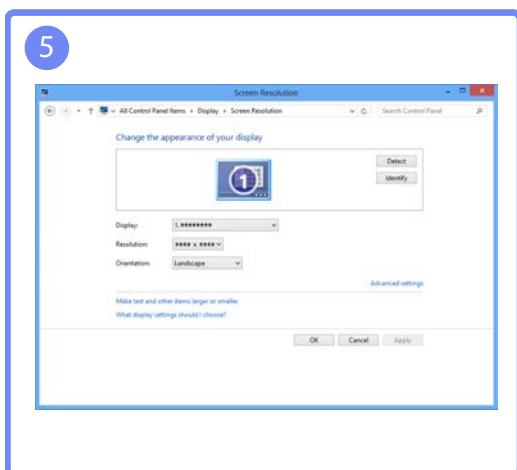 5
Screen Resolution
All Control Panel Items Display Screen Resolution Search Control Panel
Change the appearance of your display
1
Detect
Identify
Display: 1.********
Resolution: **** x ****
Orientation: Landscape
Advanced settings
Make text and other items larger or smaller
What display settings should I choose?
OK Cancel Apply